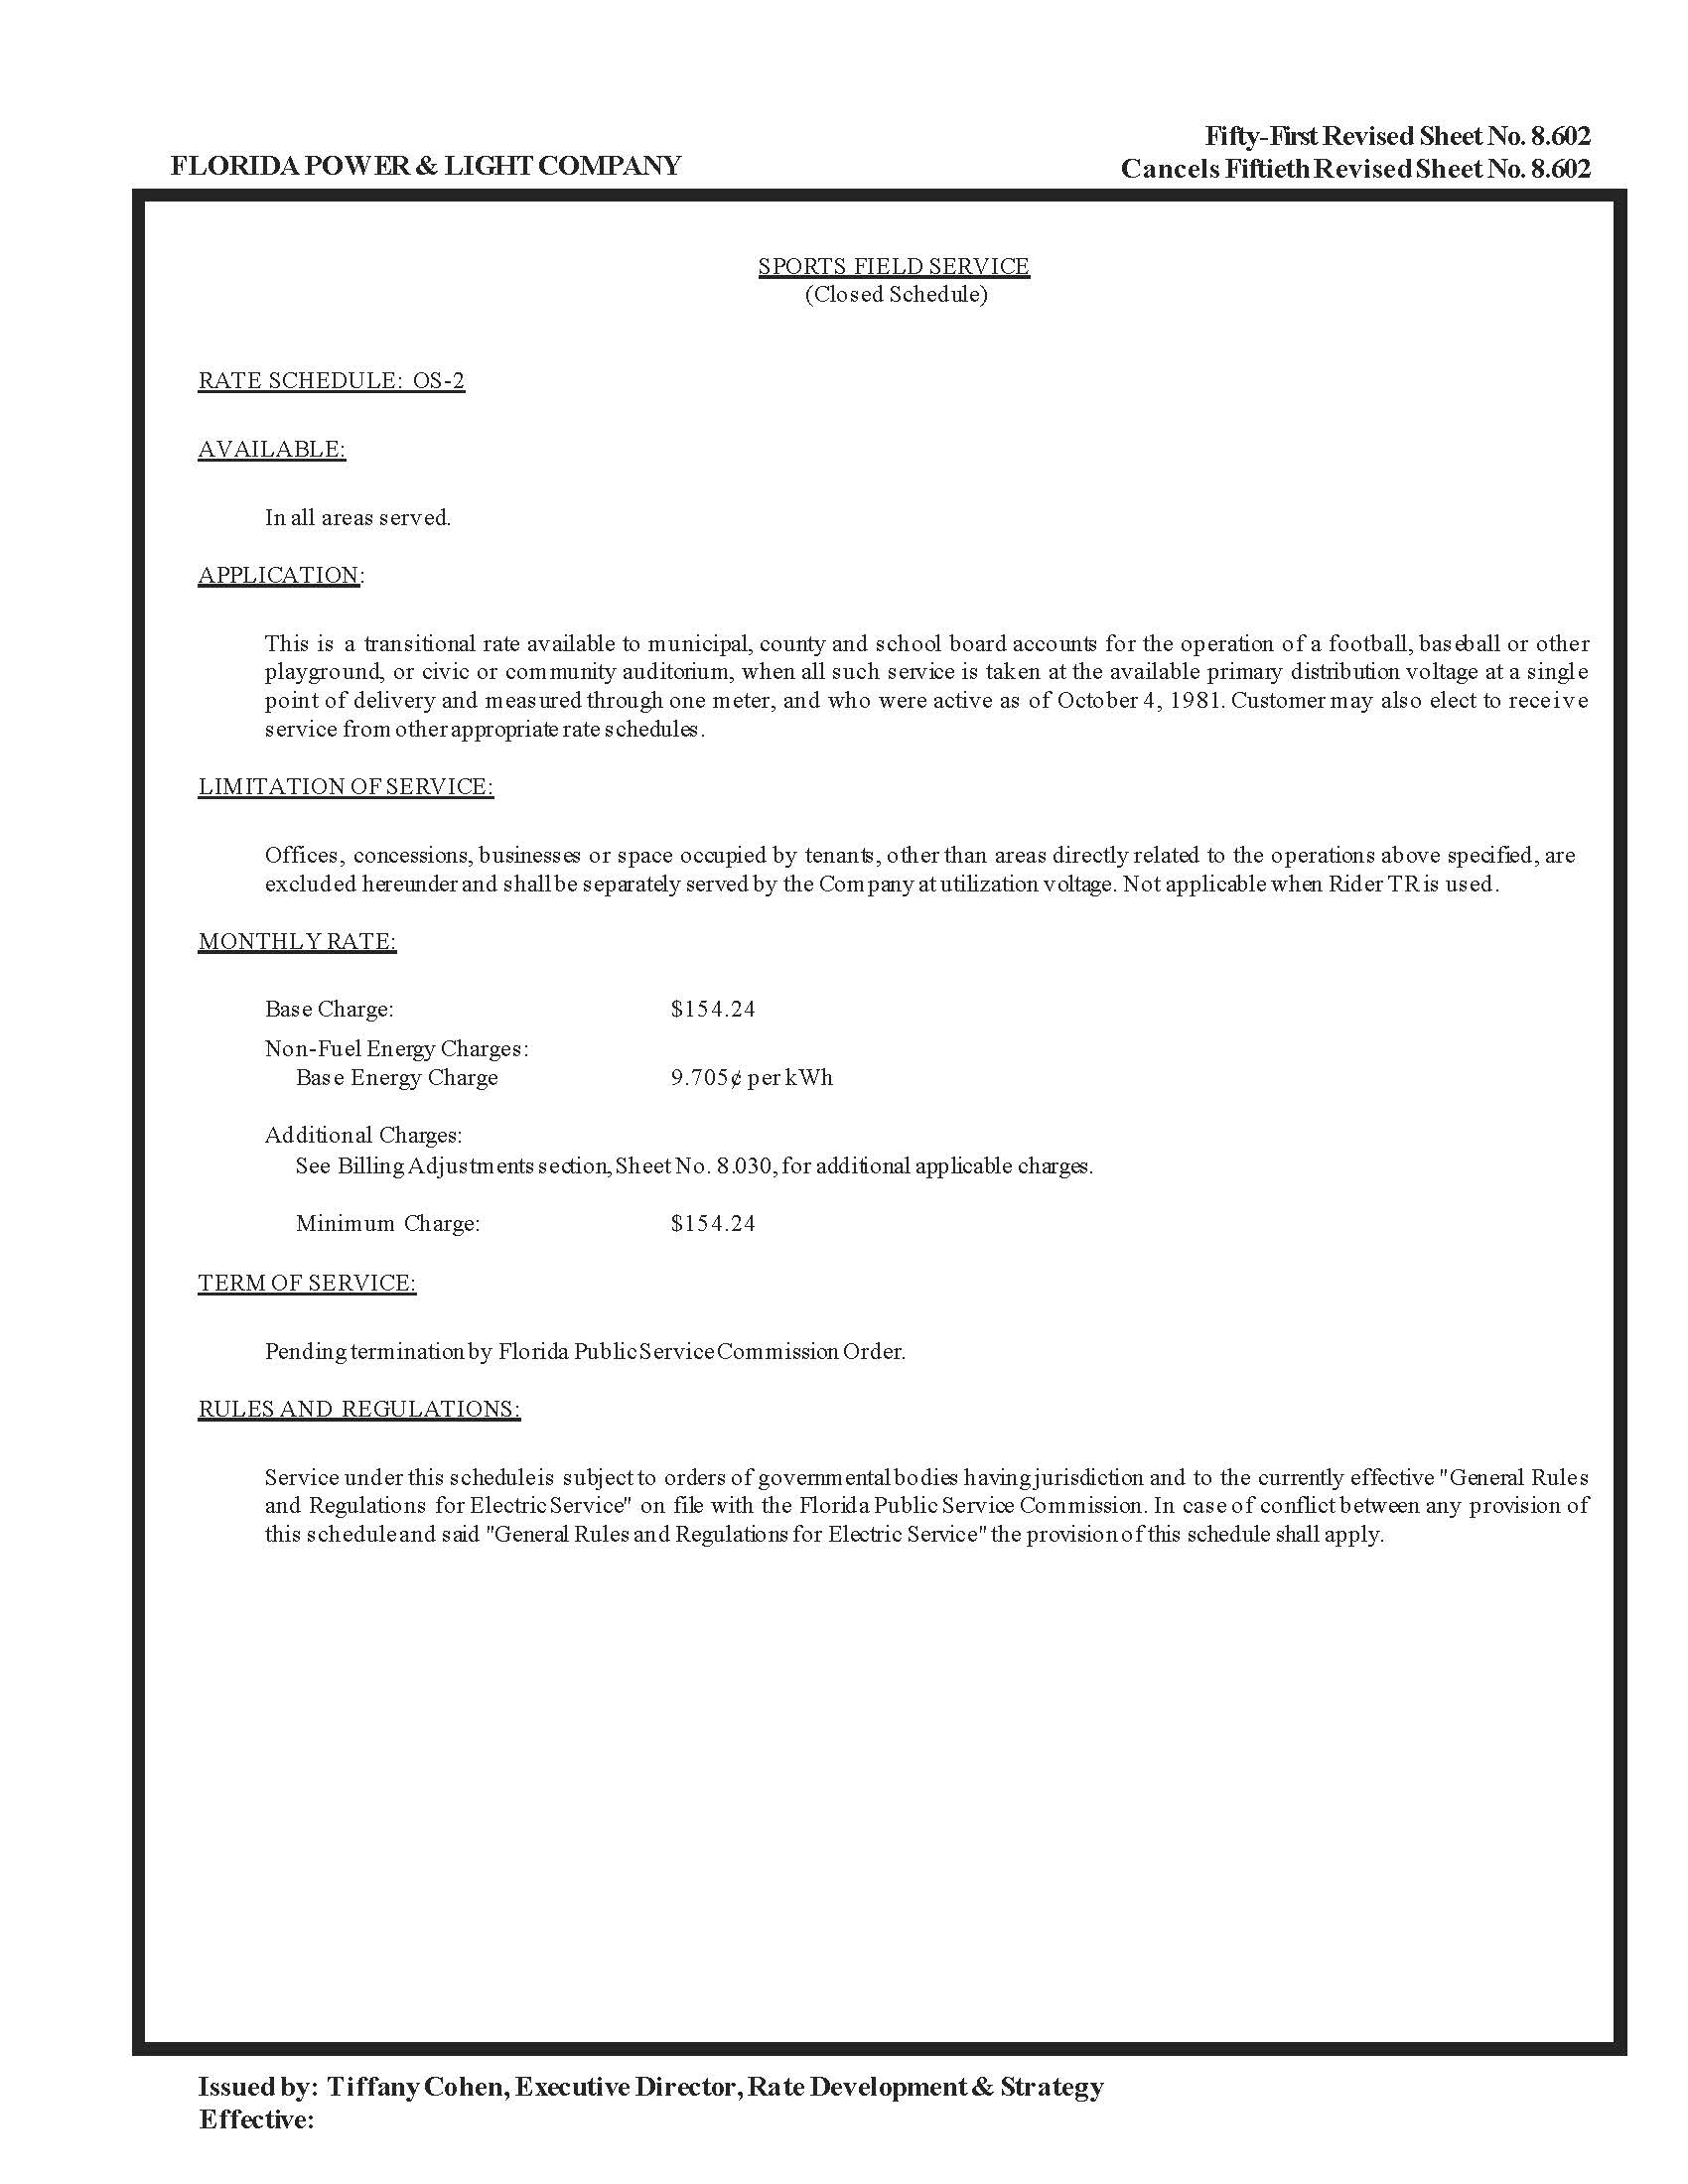 Fifty-First Revised Sheet No. 8.602
FLORIDA POWER & LIGHT COMPANY
Cancels Fiftieth Revised Sheet No. 8.602
SPORTS FIELD SERVICE
(Closed Schedule)
RATE SCHEDULE: OS-2
AVAILABLE:
In all areas served.
APPLICATION:
This is a transitional rate available to municipal, county and school board accounts for the operation of a football, baseball or other
playground, or civic or community auditorium, when all such service is taken at the available primary distribution voltage at a single
point of delivery and measured through one meter, and who were active as of October 4, 1981. Customer may also elect to receive
service from other appropriate rate schedules.
LIMITATION OF SERVICE:
Offices, concessions, businesses or space occupied by tenants, other than areas directly related to the operations above specified, are
excluded hereunder and shall be separately served by the Company at utilization voltage. Not applicable when Rider TR is used.
MONTHLY RATE:
Base Charge: $154.24
Non-Fuel Energy Charges:
Base Energy Charge 9.705¢ per kWh
Additional Charges:
See Billing Adjustments section, Sheet No. 8.030, for additional applicable charges.
Minimum Charge: $154.24
TERM OF SERVICE:
Pending termination by Florida Public Service Commission Order.
RULES AND REGULATIONS:
Service under this schedule is subject to orders of governmental bodies having jurisdiction and to the currently effective "General Rules
and Regulations for Electric Service" on file with the Florida Public Service Commission. In case of conflict between any provision of
this schedule and said "General Rules and Regulations for Electric Service" the provision of this schedule shall apply.
Issued by: Tiffany Cohen, Executive Director, Rate Development & Strategy
Effective: